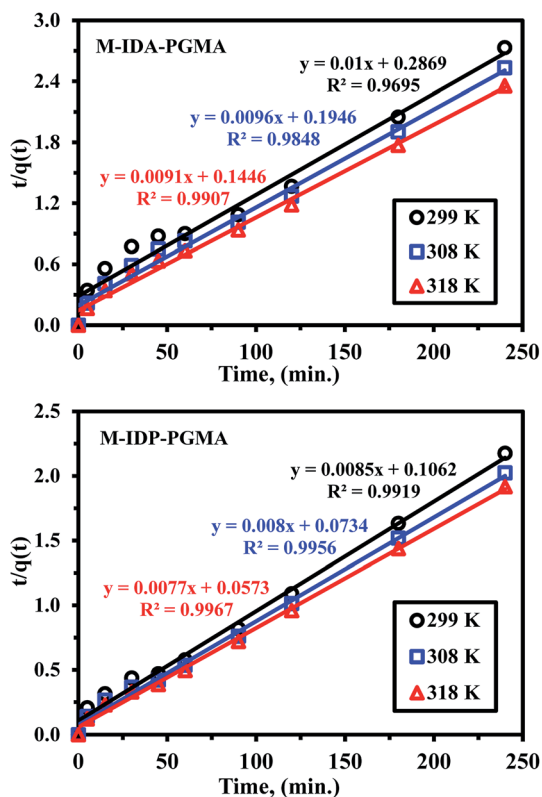 3.0
M-IDA-PGMA
y = 0.01x + 0.2869
R² = 0.9695
2.4
y = 0.0096x + 0.1946
R² = 0.9848
1.8
y = 0.0091x + 0.1446
R² = 0.9907
t/q(t)
1.2
299 K
308 K
0.6
318 K
0.0
0 50 100 150 200 250
Time, (min.)
2.5
M-IDP-PGMA
y = 0.0085x + 0.1062
R² = 0.9919
2.0
y = 0.008x + 0.0734
R² = 0.9956
1.5
y = 0.0077x + 0.0573
R² = 0.9967
t/q(t)
1.0
299 K
308 K
0.5
318 K
0.0
0 50 100 150 200 250
Time, (min.)